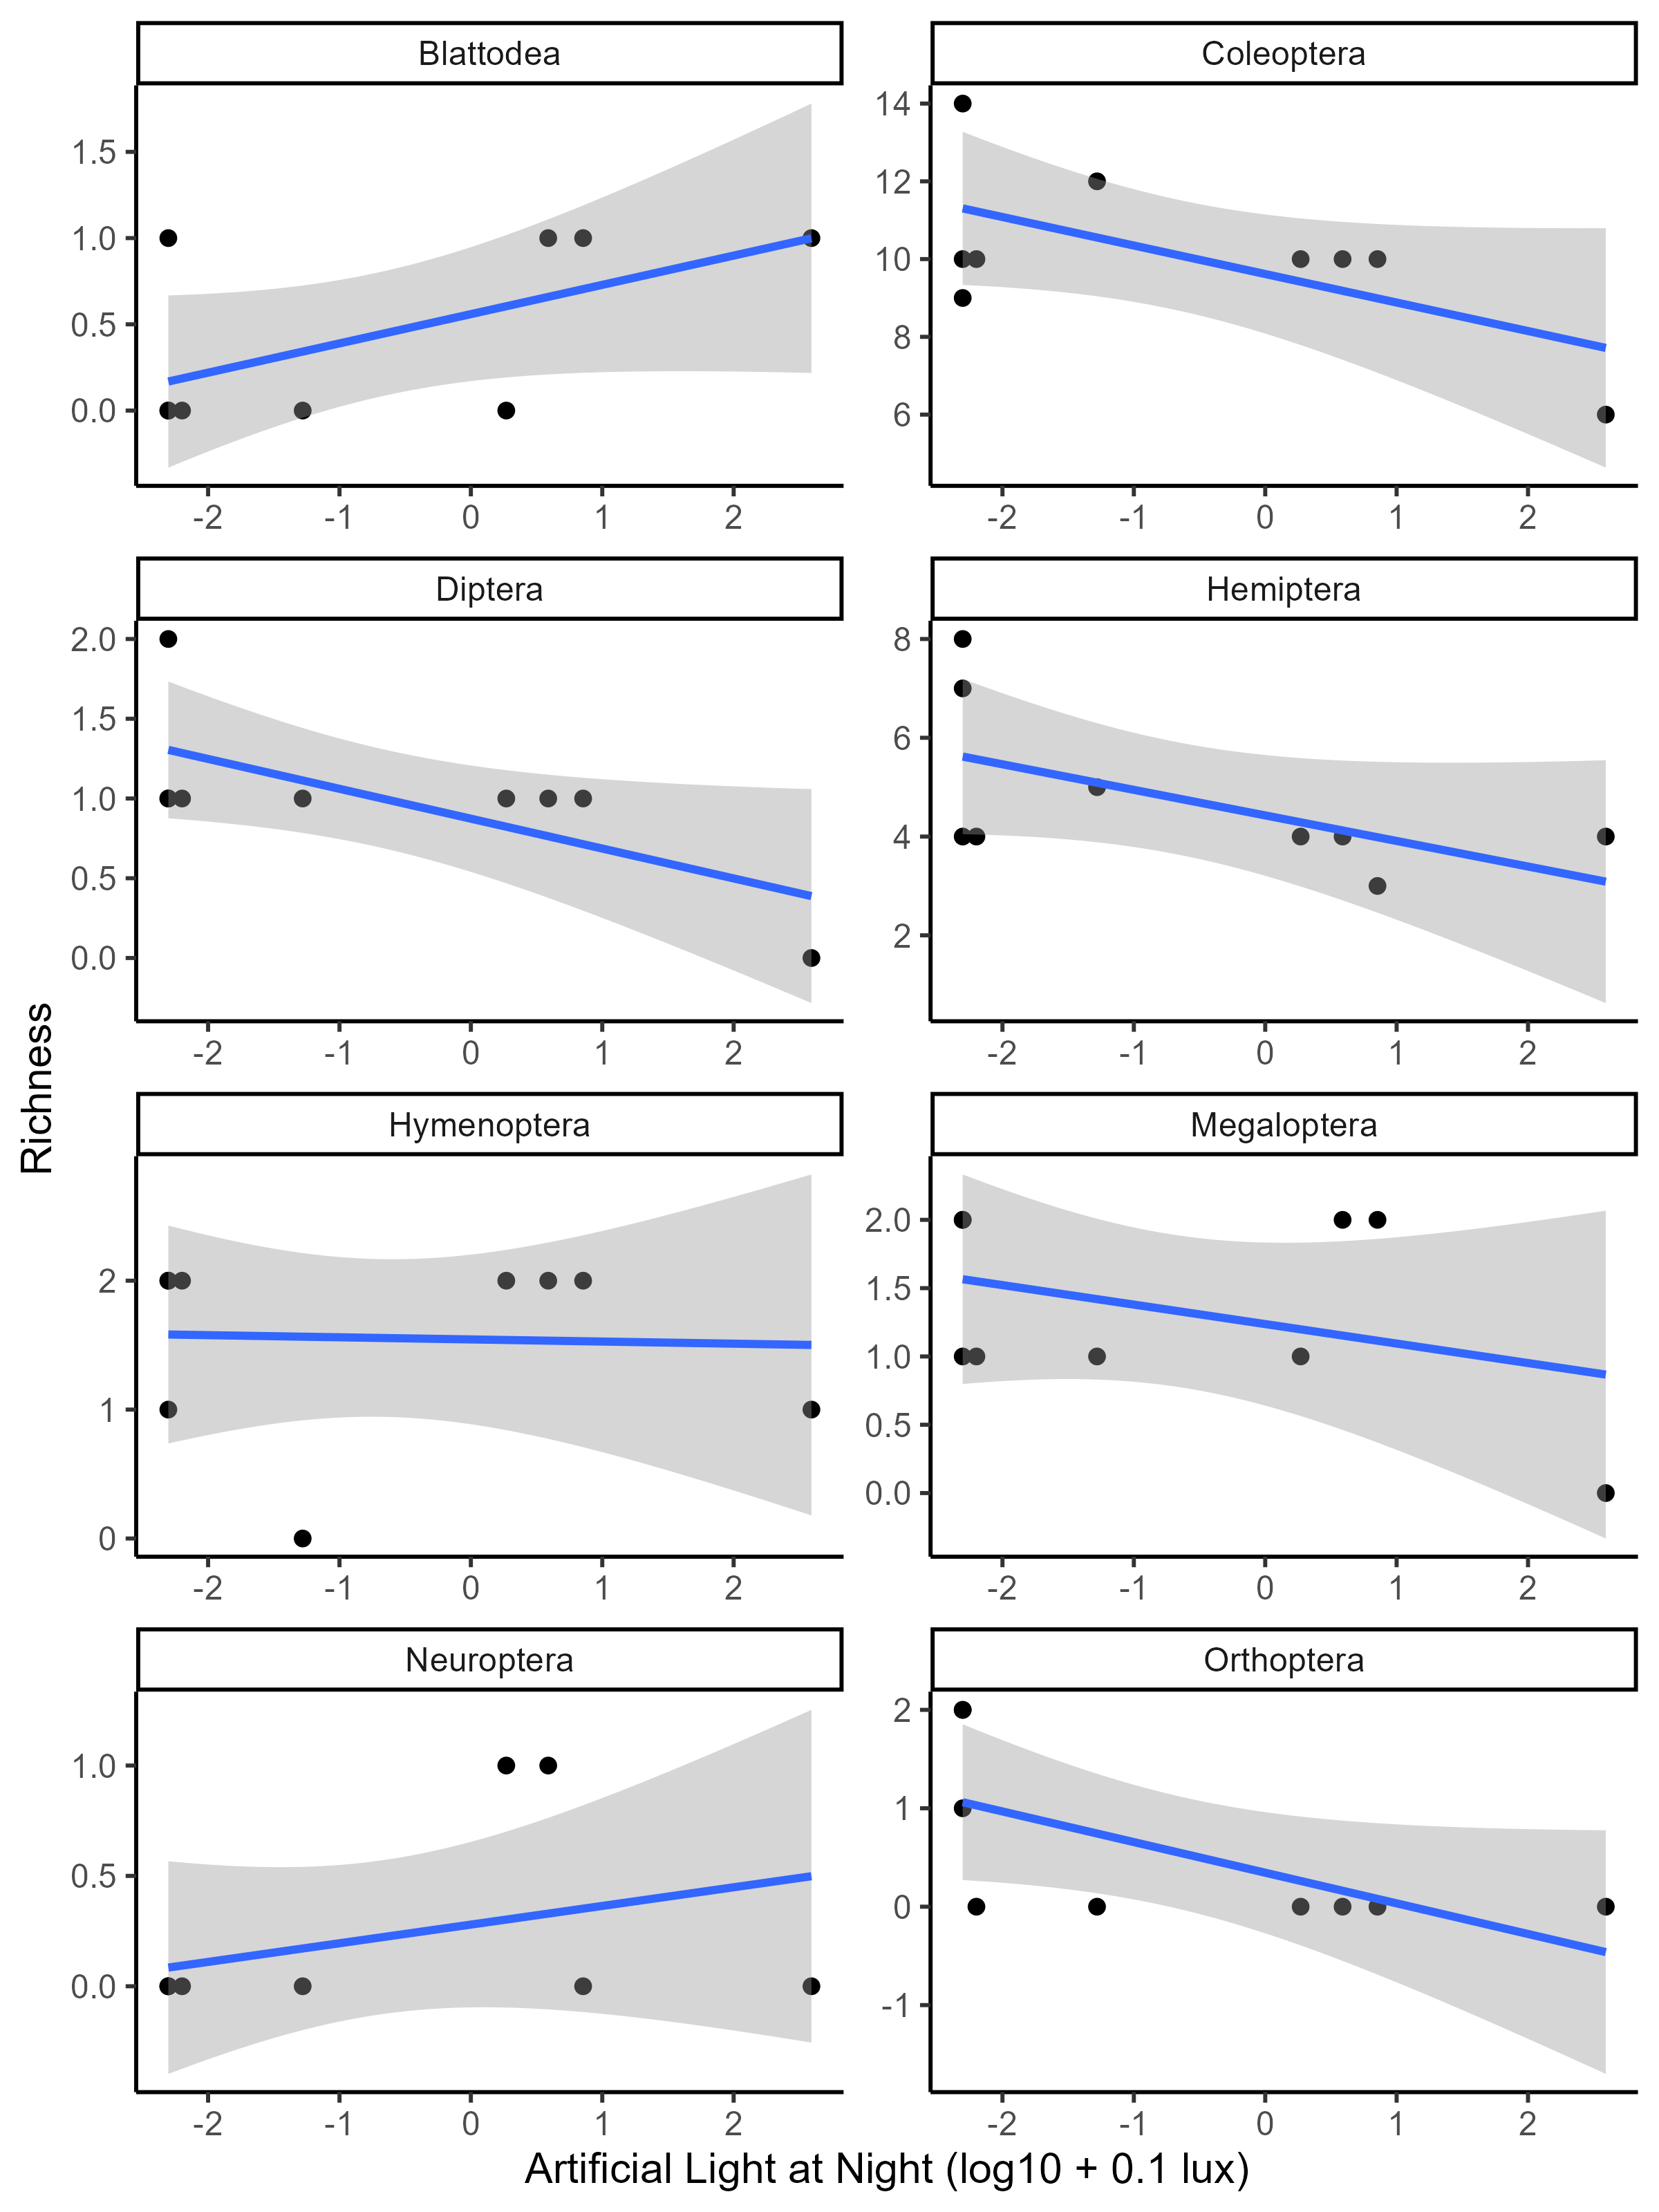 Blattodea
Coleoptera
1.5
1.0
0.5
0.0
14
12
10
8
6
-2 -1 0 1 2
-2 -1 0 1 2
Diptera
Hemiptera
2.0
1.5
1.0
0.5
0.0
8
6
4
2
-2 -1 0 1 2
-2 -1 0 1 2
Richness
Hymenoptera
Megaloptera
2
1
0
2.0
1.5
1.0
0.5
0.0
-2 -1 0 1 2
-2 -1 0 1 2
Neuroptera
Orthoptera
1.0
0.5
0.0
2
1
0
-1
-2 -1 0 1 2
-2 -1 0 1 2
Artificial Light at Night (log10 + 0.1 lux)